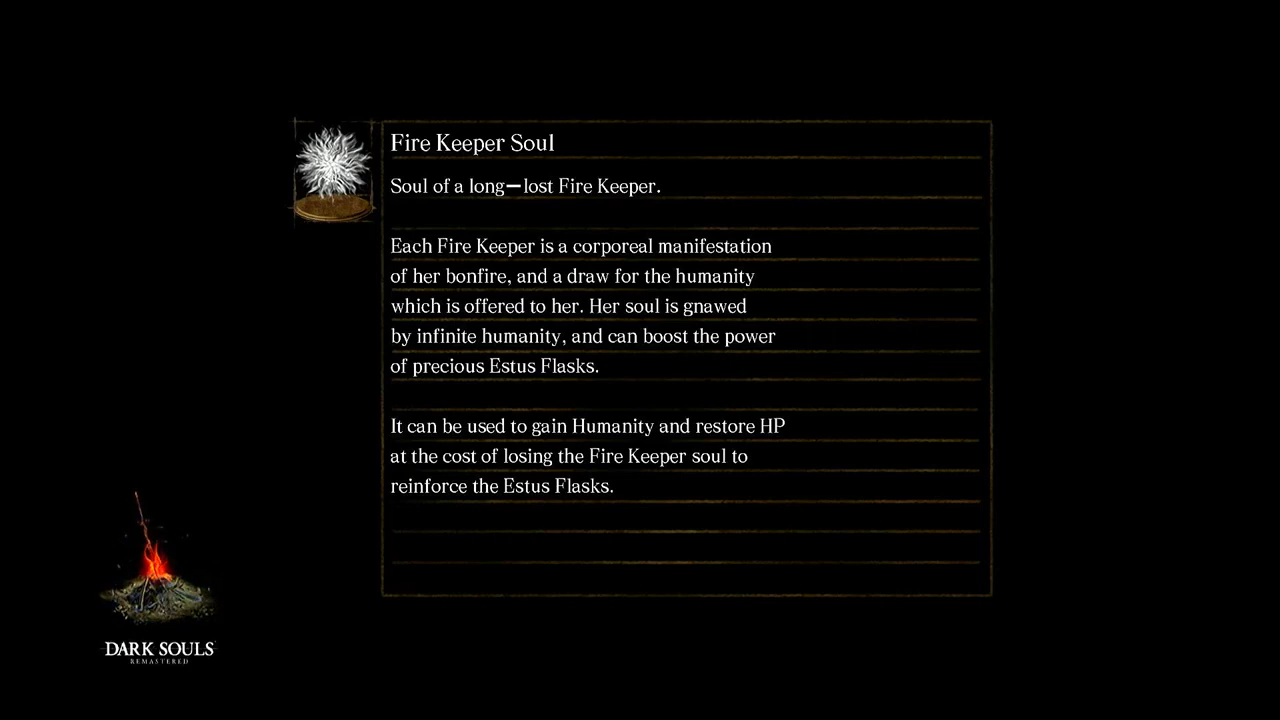 Fire Keeper Soul
Soul of a long—lost Fire Keeper.
Each Fire Keeper is a corporeal manifestation
of her bonfire, and a draw for the humanity
which is offered to her. Her soul is gnawed
by infinite humanity, and can boost the power
of precious Estus Flasks.
It can be used to gain Humanity and restore HP
at the cost of losing the Fire Keeper soul to
reinforce the Estus Flasks.
DARK SOULS
REMASTERED